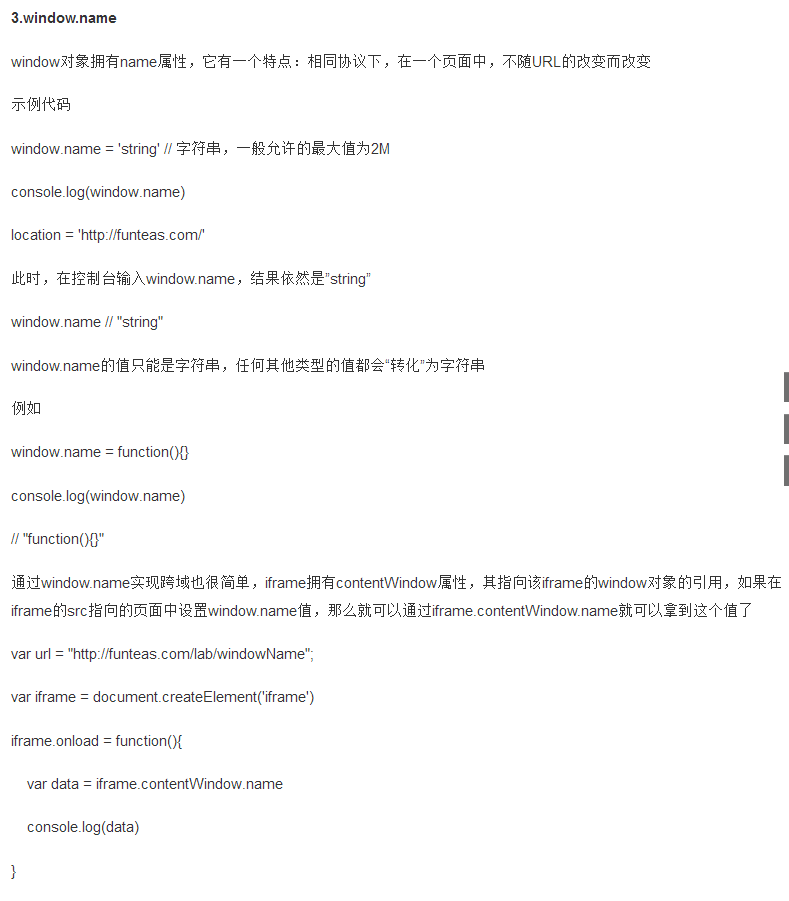 3.window.name
window对象拥有name属性，它有一个特点：相同协议下，在一个页面中，不随URL的改变而改变
示例代码
window.name = 'string' // 字符串，一般允许的最大值为2M
console.log(window.name)
location = 'http://funteas.com/'
此时，在控制台输入window.name，结果依然是”string”
window.name // "string"
window.name的值只能是字符串，任何其他类型的值都会“转化”为字符串
例如
window.name = function(){}
console.log(window.name)
// "function(){}"
通过window.name实现跨域也很简单，iframe拥有contentWindow属性，其指向该iframe的window对象的引用，如果在
iframe的src指向的页面中设置window.name值，那么就可以通过iframe.contentWindow.name就可以拿到这个值了
var url = "http://funteas.com/lab/windowName";
var iframe = document.createElement('iframe')
iframe.onload = function(){
    var data = iframe.contentWindow.name
    console.log(data)
}